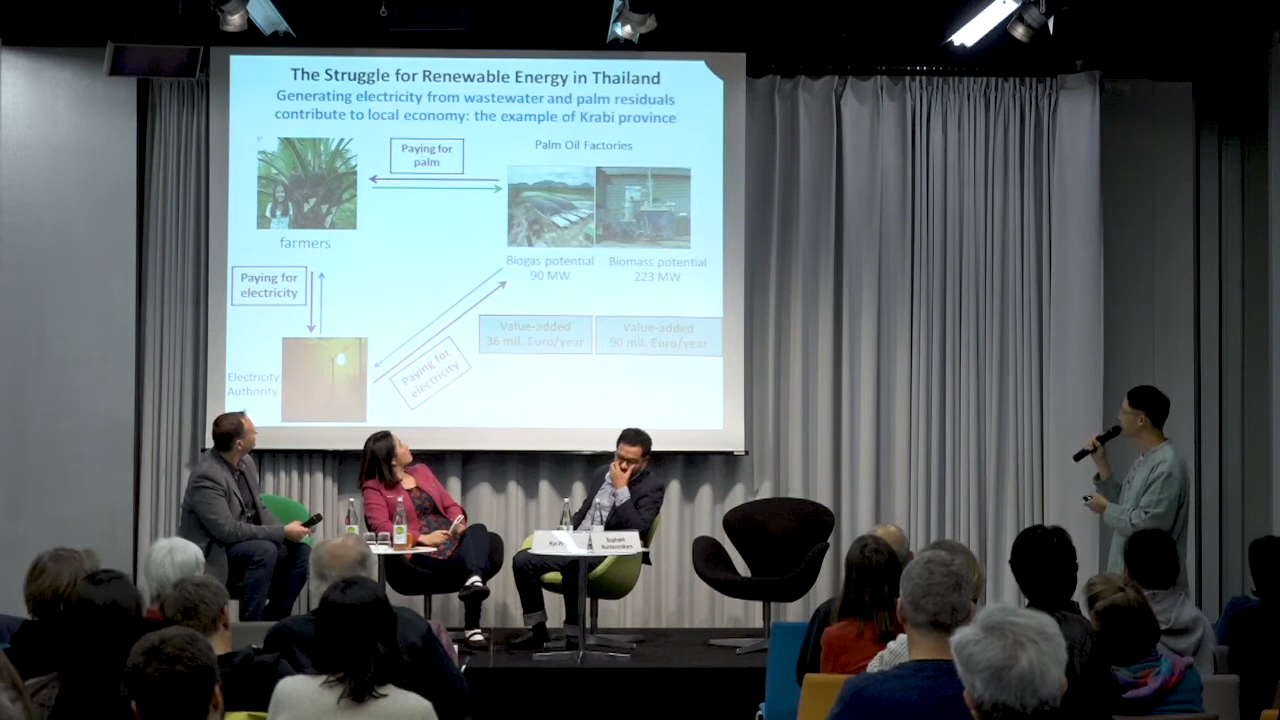 The Struggle for Renewable Energy in Thailand
Generating electricity from wastewater and palm residuals
contribute to local economy: the example of Krabi province
Paying for
palm
Palm Oil Factories
farmers
Biogas potential
90 MW
Biomass potential
223 MW
Paying for
electricity
Value-added
36 mil. Euro/year
Value-added
90 mil. Euro/year
Paying for
electricity
Electricity
Authority